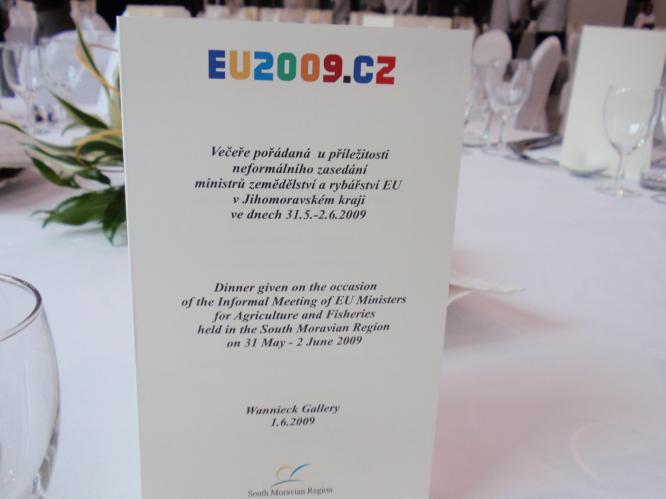 EU2009.CZ
Večeře pořádaná u příležitosti
neformálního zasedání
ministrů zemědělství a rybářství EU
v Jihomoravském kraji
ve dnech 31.5.-2.6.2009
Dinner given on the occasion
of the Informal Meeting of EU Ministers
for Agriculture and Fisheries
held in the South Moravian Region
on 31 May - 2 June 2009
Wannieck Gallery
1.6.2009
South Moravian Region